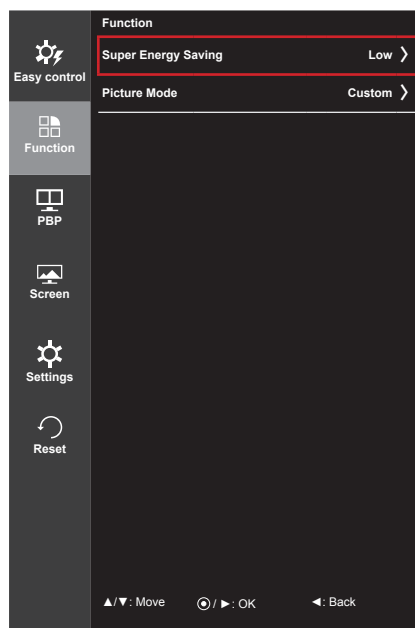 Function
Super Energy Saving Low ❭
Picture Mode Custom ❭
Easy control
Function
PBP
Screen
Settings
Reset
▲/▼: Move ⦿/ ►: OK ◄: Back